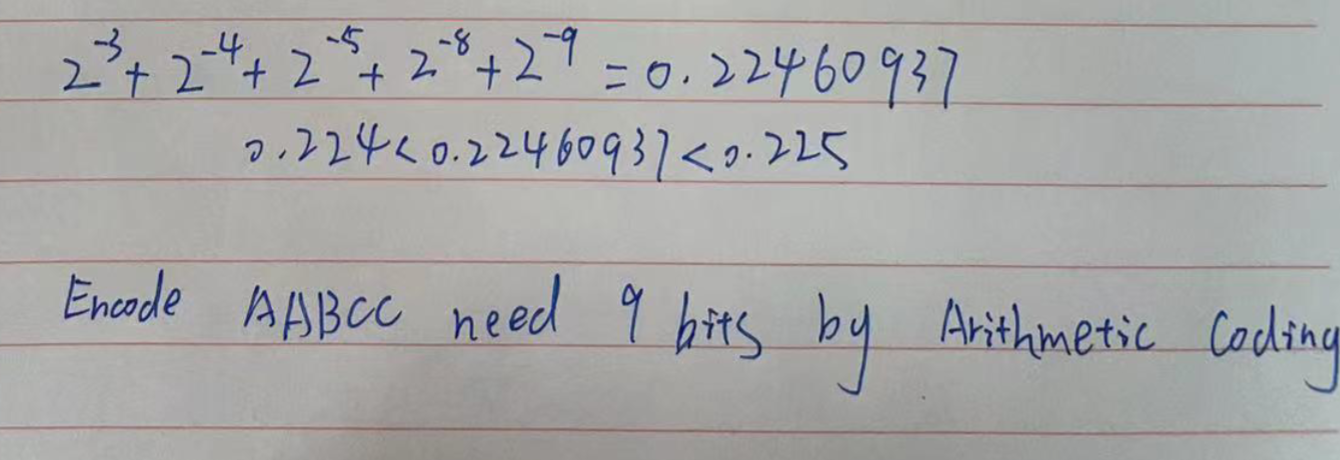 2⁻³+2⁻⁴+2⁻⁵+2⁻⁸+2⁻⁹=0.22460937
0.224<0.22460937<0.225
Encode AABCC need 9 bits by Arithmetic Coding